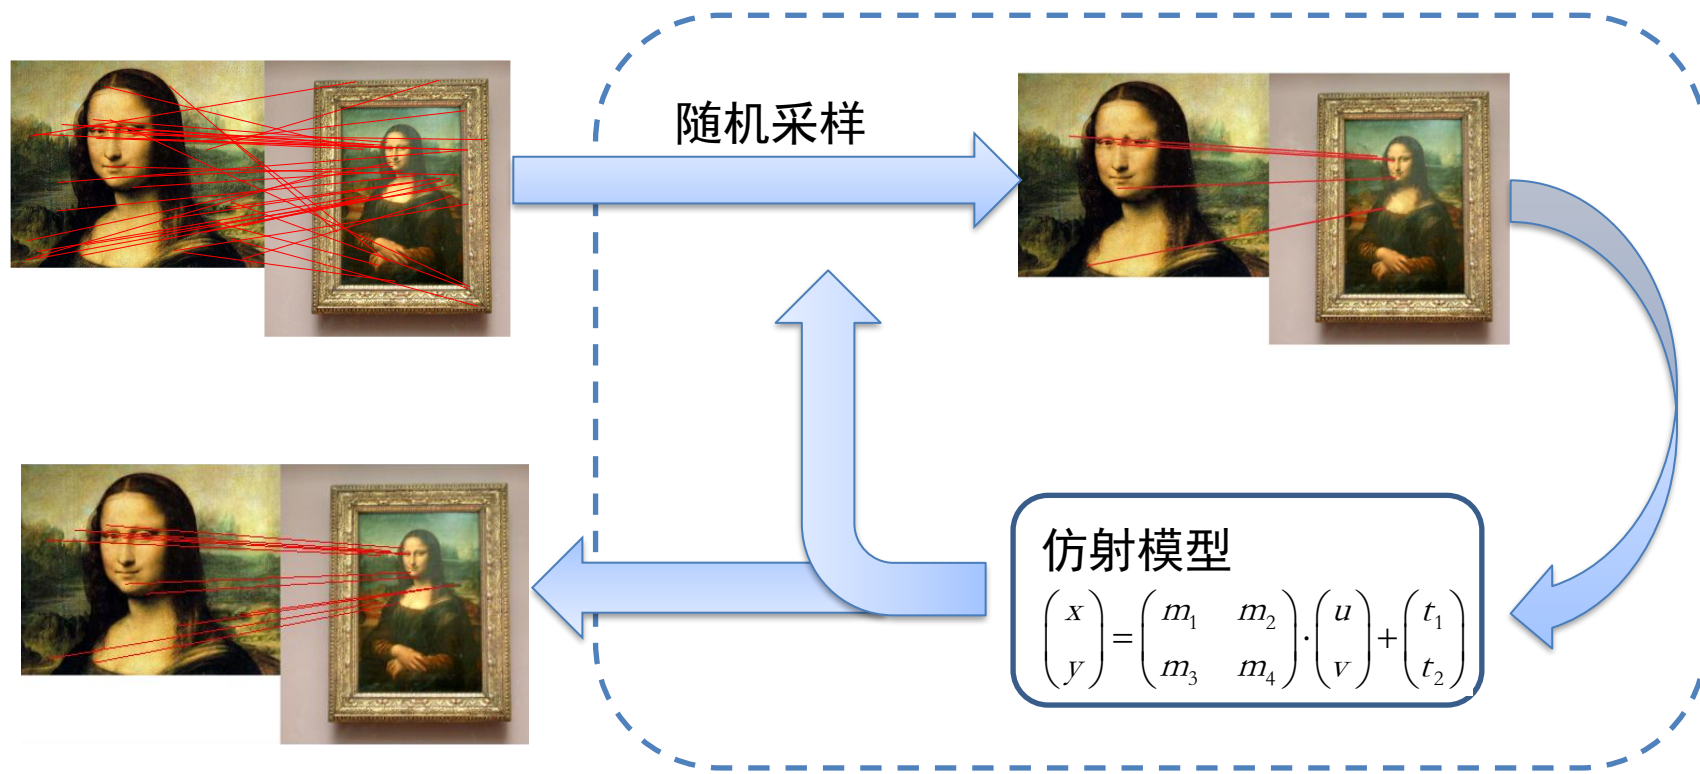 随机采样
仿射模型
(x y) = (m₁ m₂ m₃ m₄) · (u v) + (t₁ t₂)